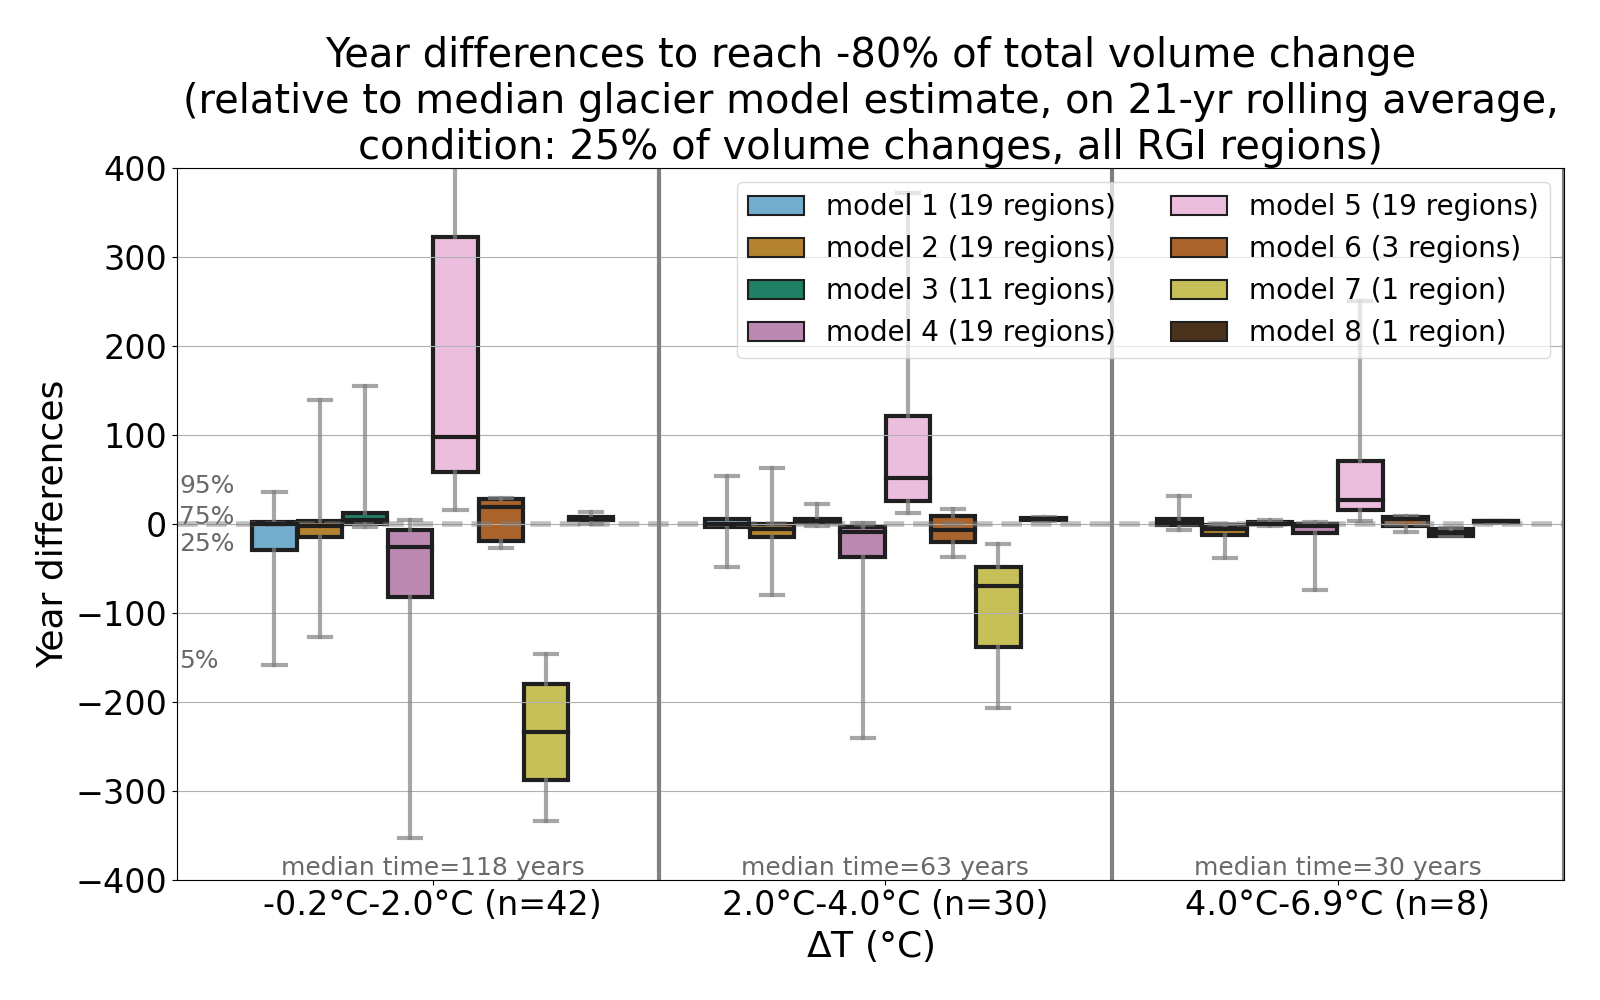 Year differences to reach -80% of total volume change
(relative to median glacier model estimate, on 21-yr rolling average,
condition: 25% of volume changes, all RGI regions)
400
300
200
100
0
−100
−200
−300
−400
Year differences
95%
75%
25%
5%
model 1 (19 regions)
model 2 (19 regions)
model 3 (11 regions)
model 4 (19 regions)
model 5 (19 regions)
model 6 (3 regions)
model 7 (1 region)
model 8 (1 region)
median time=118 years
median time=63 years
median time=30 years
-0.2°C-2.0°C (n=42)
2.0°C-4.0°C (n=30)
4.0°C-6.9°C (n=8)
ΔT (°C)